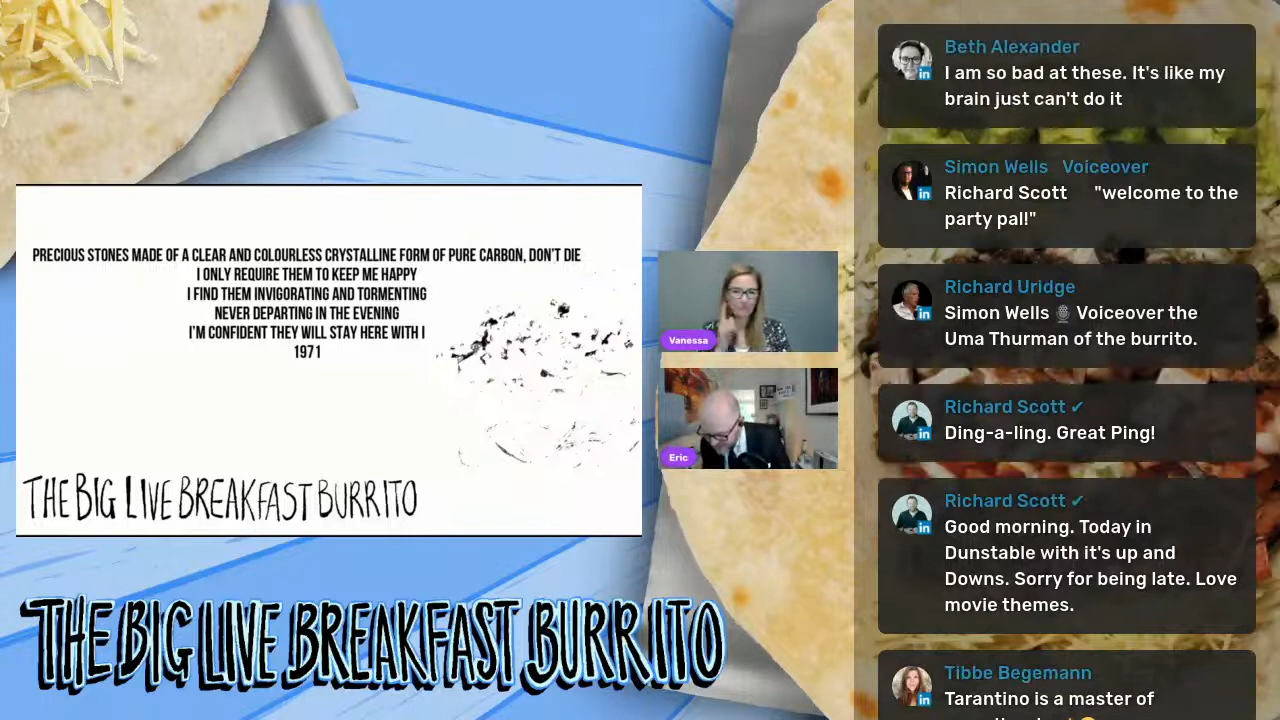 PRECIOUS STONES MADE OF A CLEAR AND COLOURLESS CRYSTALLINE FORM OF PURE CARBON, DON'T DIE
I ONLY REQUIRE THEM TO KEEP ME HAPPY
I FIND THEM INVIGORATING AND TORMENTING
NEVER DEPARTING IN THE EVENING
I'M CONFIDENT THEY WILL STAY HERE WITH I
1971
THE BIG LIVE BREAKFAST BURRITO
Vanessa
Eric
THE BIG LIVE BREAKFAST BURRITO
Beth Alexander
I am so bad at these. It's like my
brain just can't do it
Simon Wells Voiceover
Richard Scott "welcome to the
party pal!"
Richard Uridge
Simon Wells 🎙 Voiceover the
Uma Thurman of the burrito.
Richard Scott ✔
Ding-a-ling. Great Ping!
Richard Scott ✔
Good morning. Today in
Dunstable with it's up and
Downs. Sorry for being late. Love
movie themes.
Tibbe Begemann
Tarantino is a master of